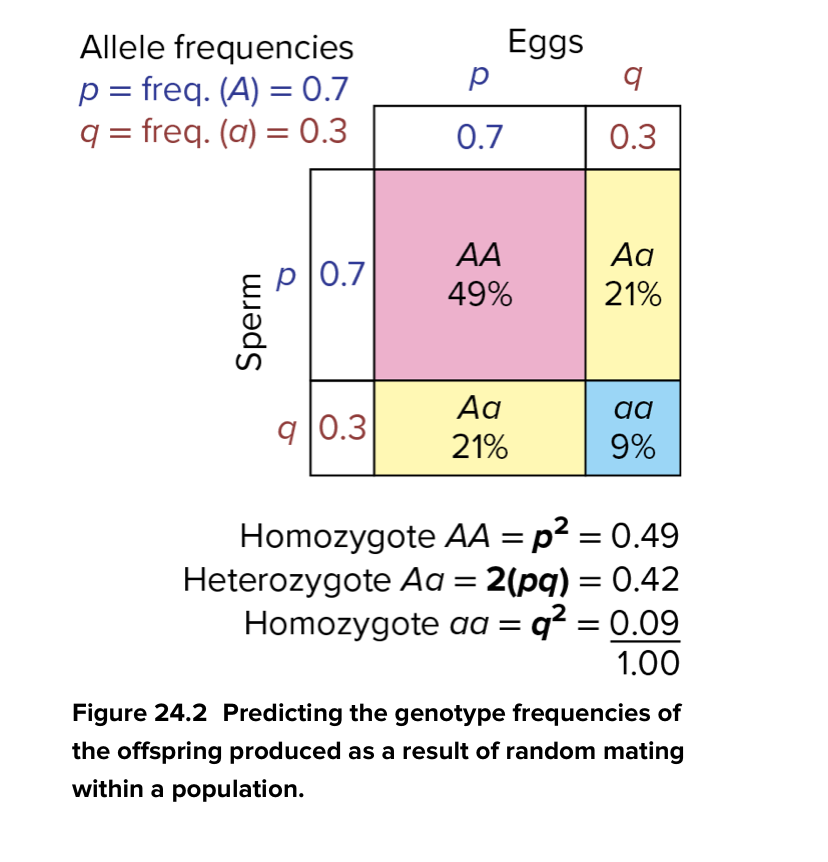 Allele frequencies
p = freq. (A) = 0.7
q = freq. (a) = 0.3
Eggs
p q
0.7 0.3
Sperm
p 0.7
AA Aa
49% 21%
q 0.3
Aa aa
21% 9%
Homozygote AA = p² = 0.49
Heterozygote Aa = 2(pq) = 0.42
Homozygote aa = q² = 0.09
1.00
Figure 24.2 Predicting the genotype frequencies of
the offspring produced as a result of random mating
within a population.